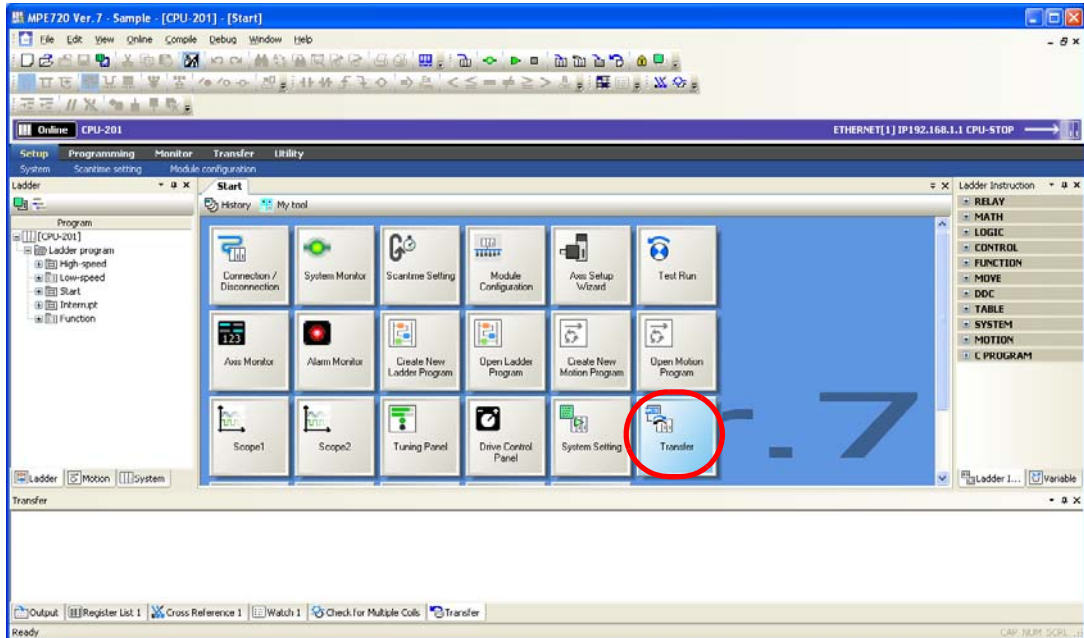 MPE720 Ver. 7 - Sample - [CPU-201] - [Start]
File Edit View Online Compile Debug Window Help
Online CPU-201 ETHERNET[1] IP192.168.1.1 CPU-STOP
Setup Programming Monitor Transfer Utility
System Scantime setting Module configuration
Ladder
Program
[CPU-201]
Ladder program
High-speed
Low-speed
Start
Interrupt
Function
Ladder Motion System
Start
History My tool
Connection / Disconnection
System Monitor
Scantime Setting
Module Configuration
Axis Setup Wizard
Test Run
123
Axis Monitor
Alarm Monitor
Create New Ladder Program
Open Ladder Program
Create New Motion Program
Open Motion Program
Scope1
Scope2
Tuning Panel
Drive Control Panel
System Setting
Transfer
r.7
Ladder Instruction
RELAY
MATH
LOGIC
CONTROL
FUNCTION
MOVE
DDC
TABLE
SYSTEM
MOTION
C PROGRAM
Ladder I... Variable
Transfer
Output Register List 1 Cross Reference 1 Watch 1 Check for Multiple Coils Transfer
Ready CAP NUM SCRL